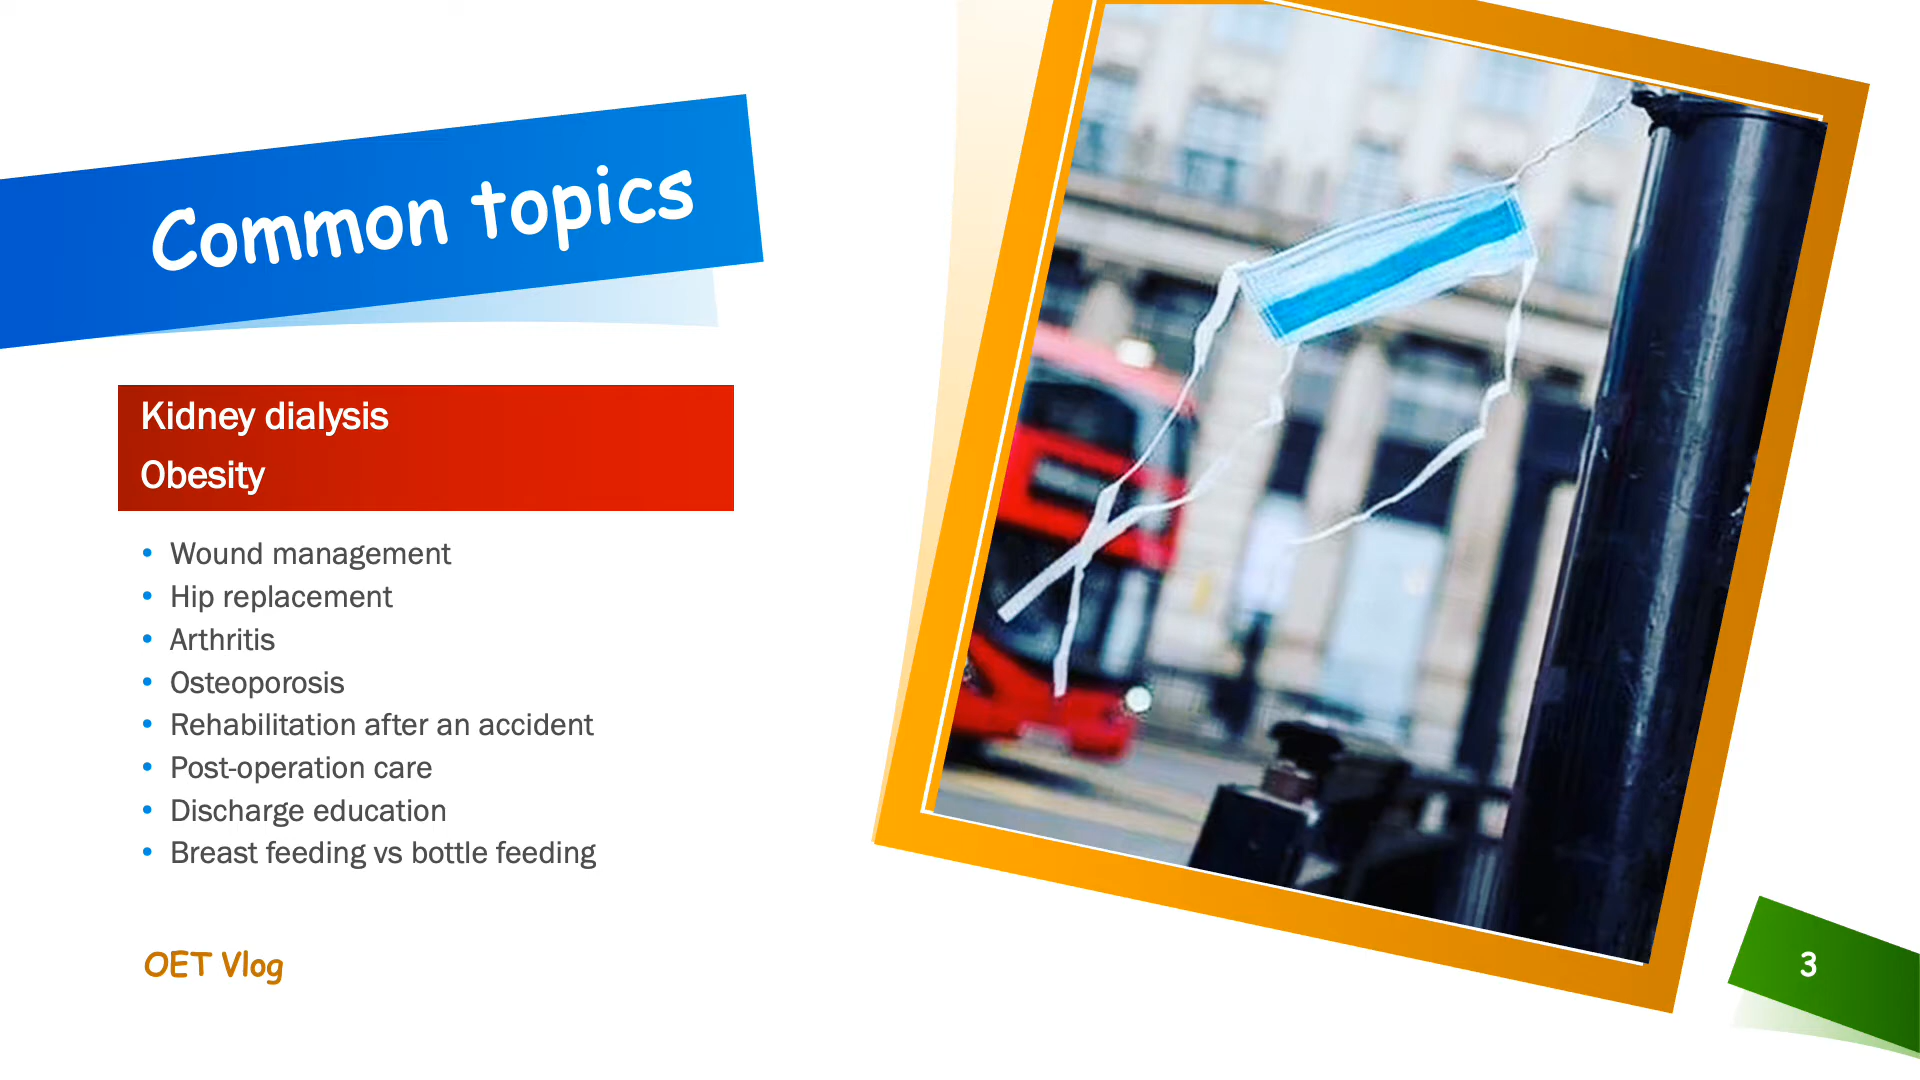 Common topics
Kidney dialysis
Obesity
• Wound management
• Hip replacement
• Arthritis
• Osteoporosis
• Rehabilitation after an accident
• Post-operation care
• Discharge education
• Breast feeding vs bottle feeding
OET Vlog
3